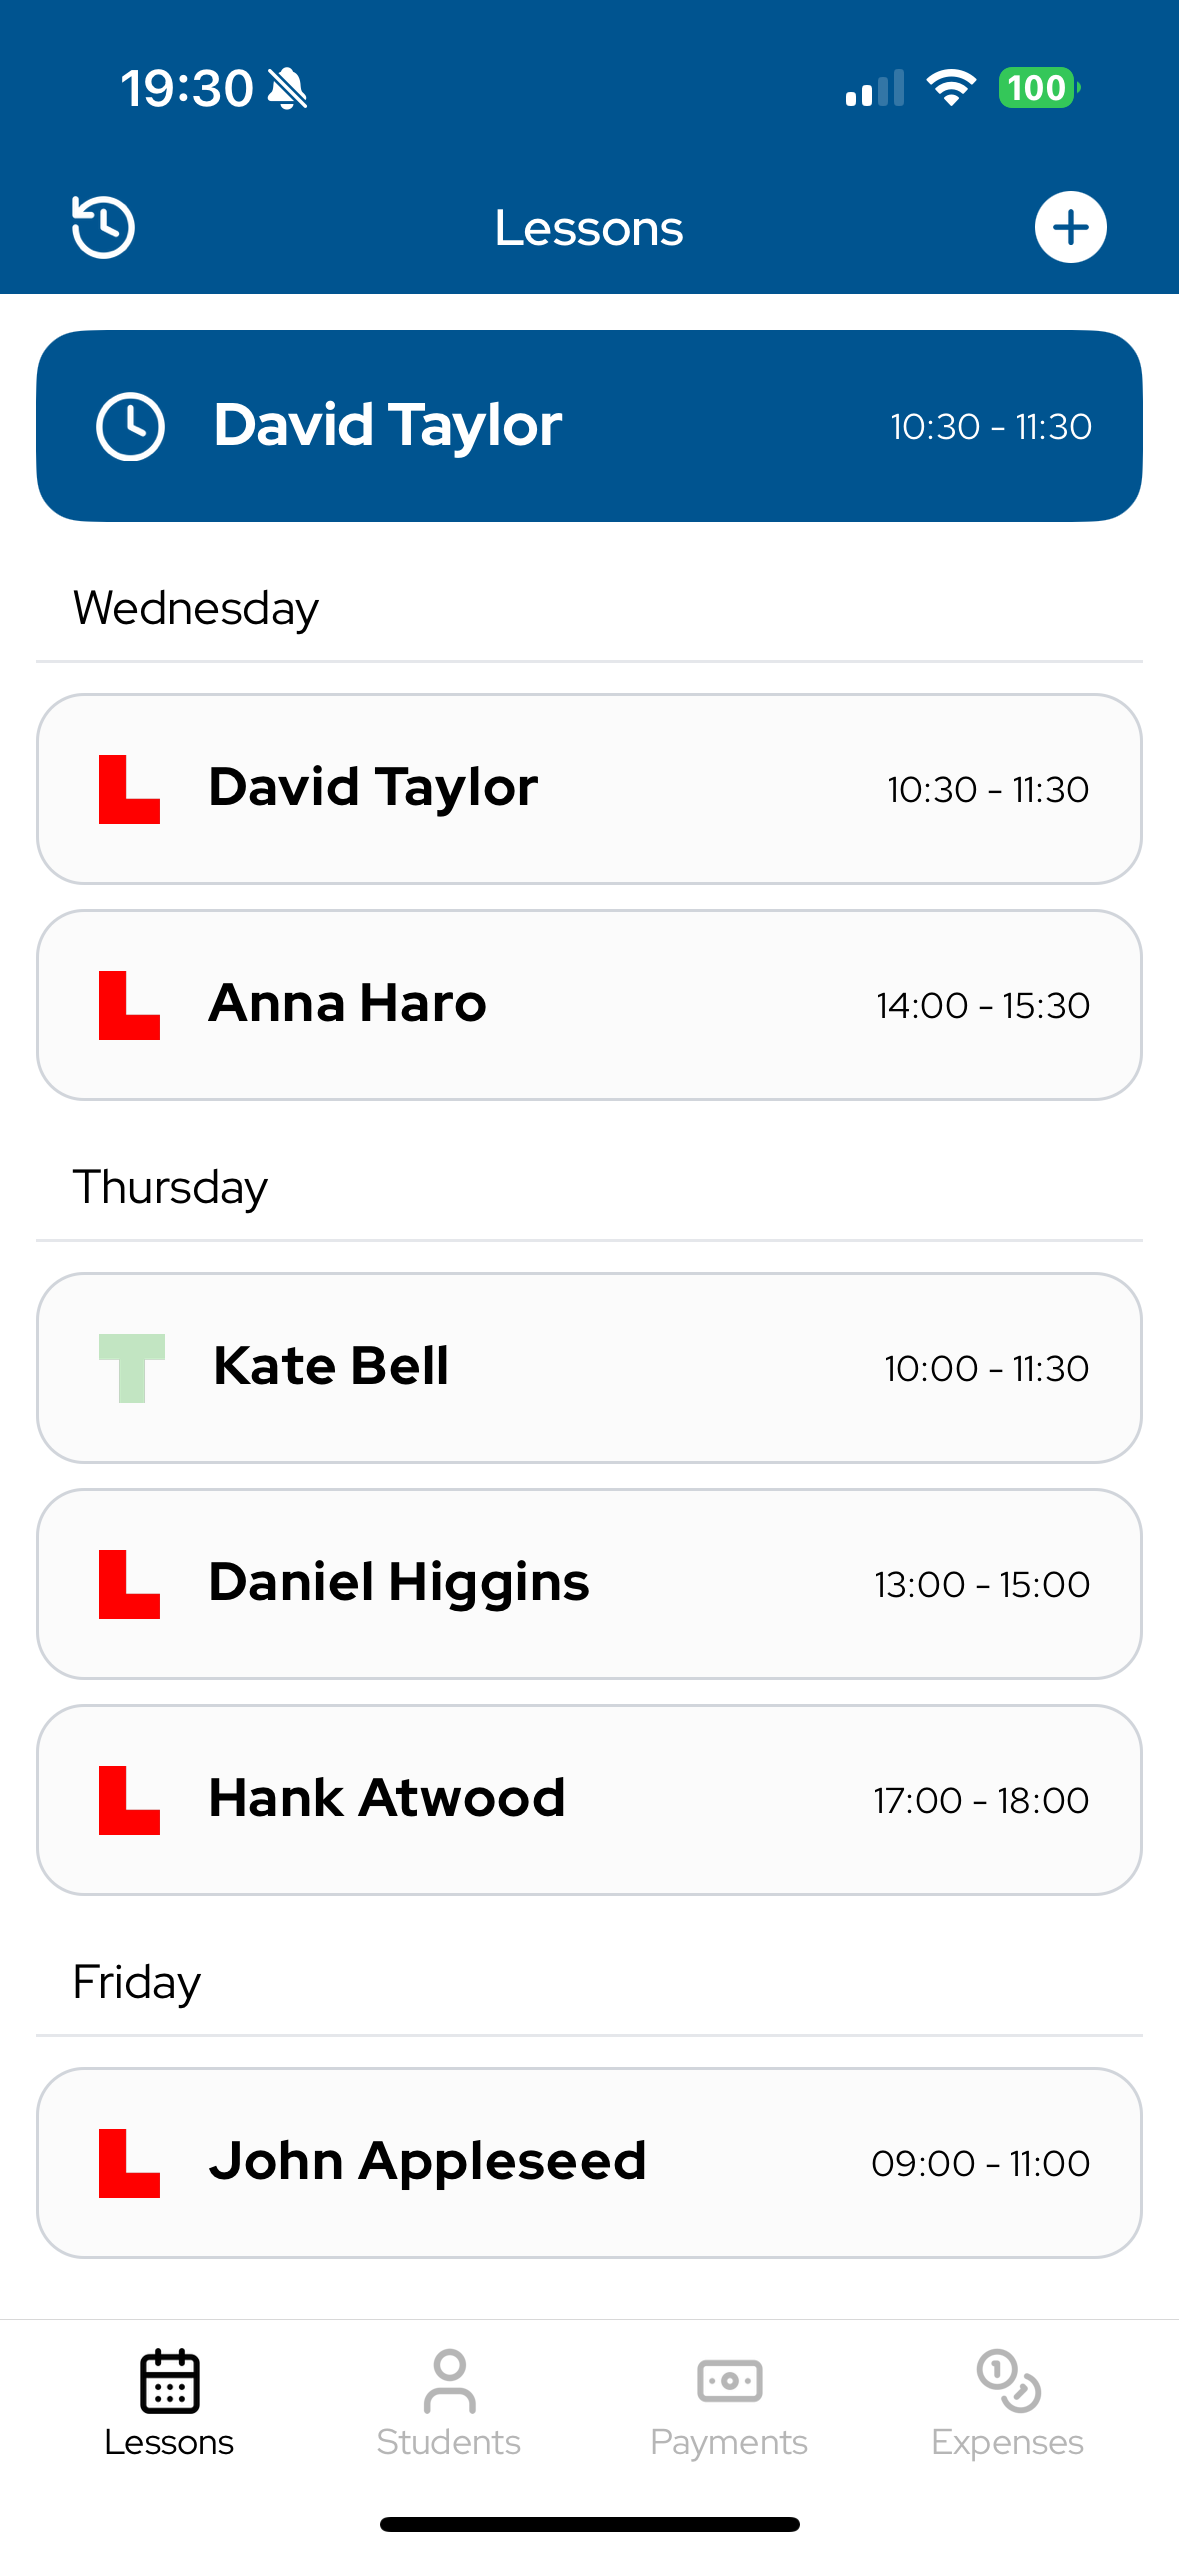 19:30
100
Lessons
David Taylor 10:30 - 11:30
Wednesday
L David Taylor 10:30 - 11:30
L Anna Haro 14:00 - 15:30
Thursday
T Kate Bell 10:00 - 11:30
L Daniel Higgins 13:00 - 15:00
L Hank Atwood 17:00 - 18:00
Friday
L John Appleseed 09:00 - 11:00
Lessons Students Payments Expenses